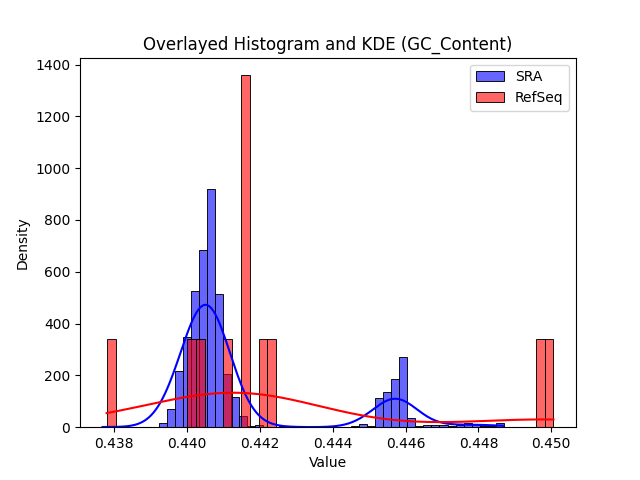 Overlayed Histogram and KDE (GC_Content)
SRA
RefSeq
Density
1400
1200
1000
800
600
400
200
0
0.438 0.440 0.442 0.444 0.446 0.448 0.450
Value